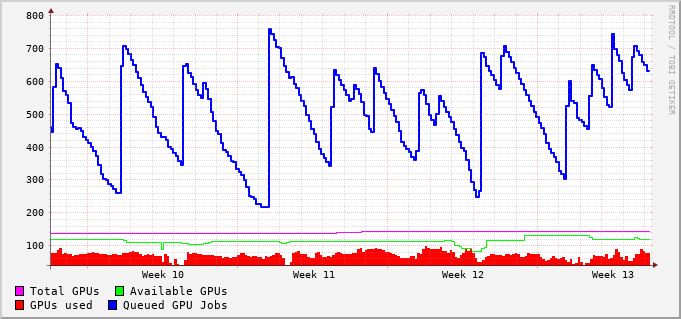 800
700
600
500
400
300
200
100
Week 10 Week 11 Week 12 Week 13
Total GPUs Available GPUs
GPUs used Queued GPU Jobs
RRDTOOL / TOBI OETIKER